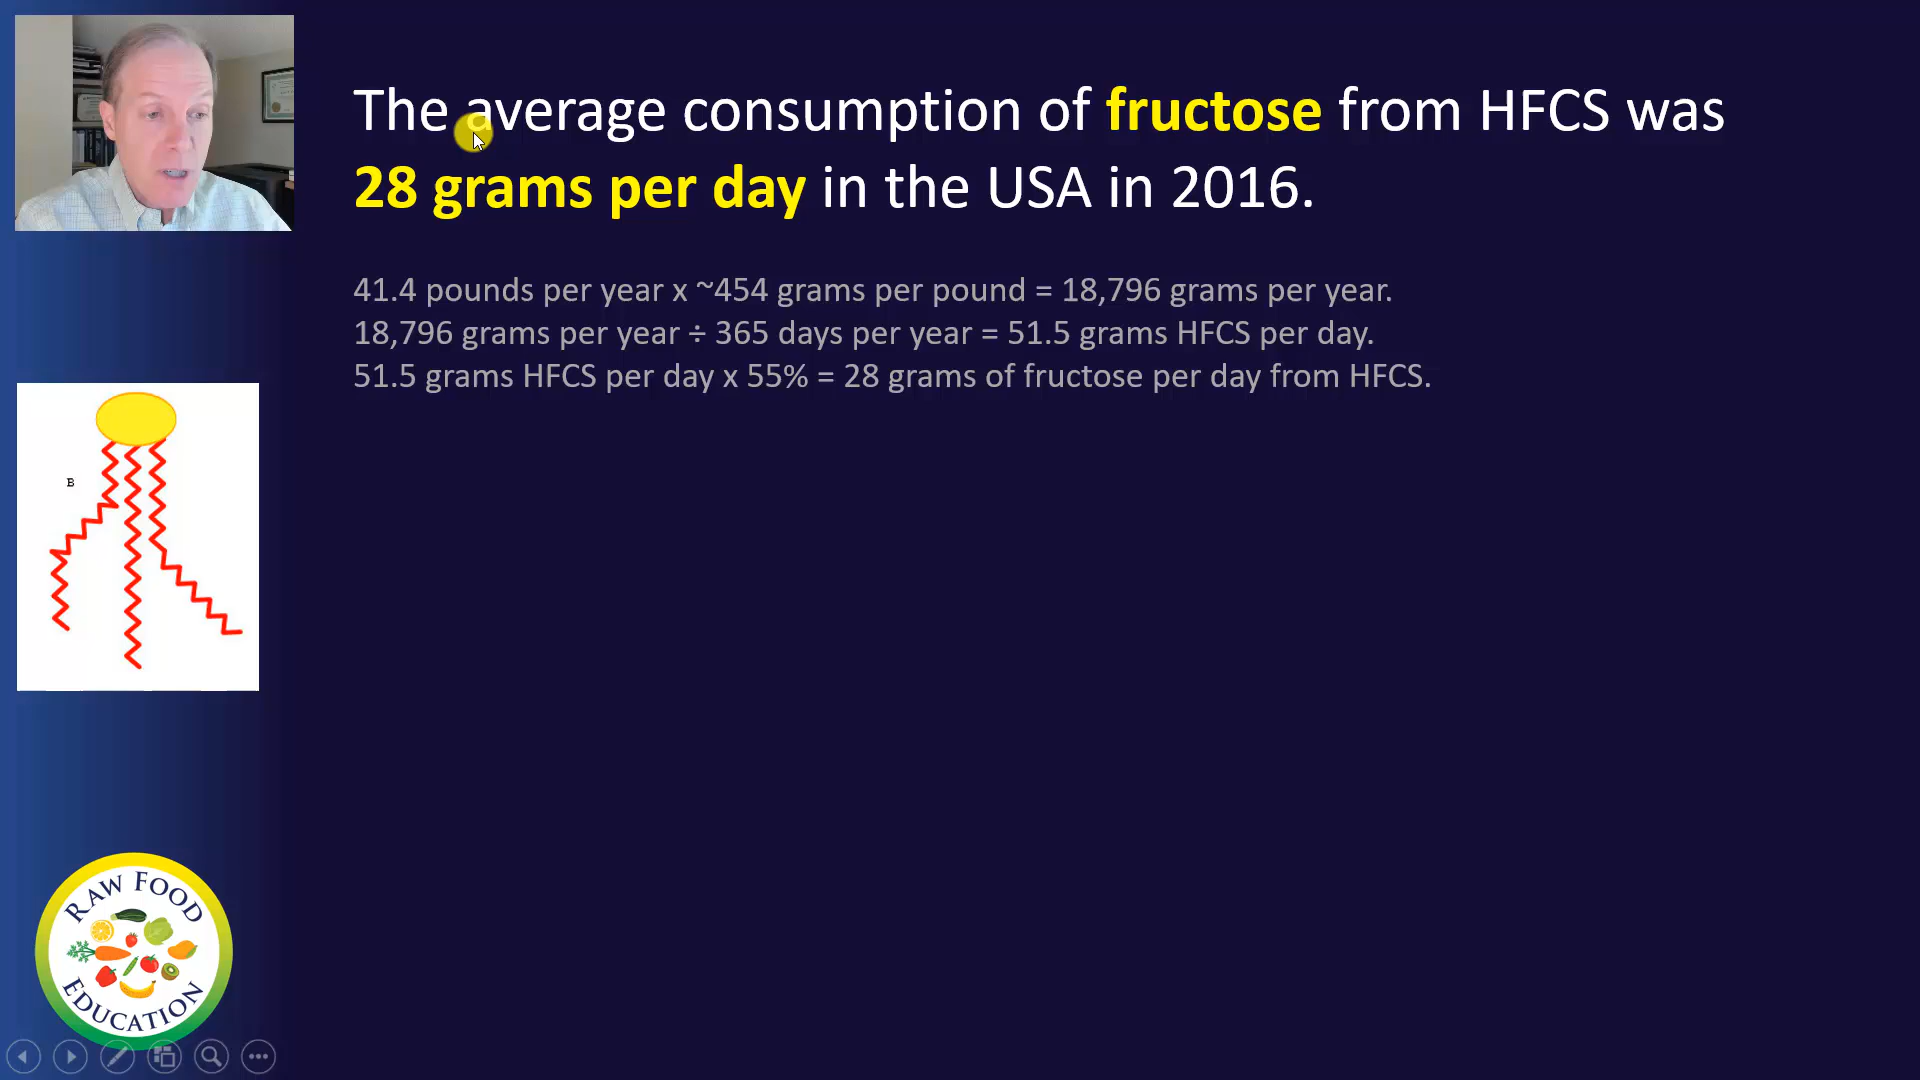 The average consumption of fructose from HFCS was
28 grams per day in the USA in 2016.
41.4 pounds per year x ~454 grams per pound = 18,796 grams per year.
18,796 grams per year ÷ 365 days per year = 51.5 grams HFCS per day.
51.5 grams HFCS per day x 55% = 28 grams of fructose per day from HFCS.
B
RAW FOOD
EDUCATION